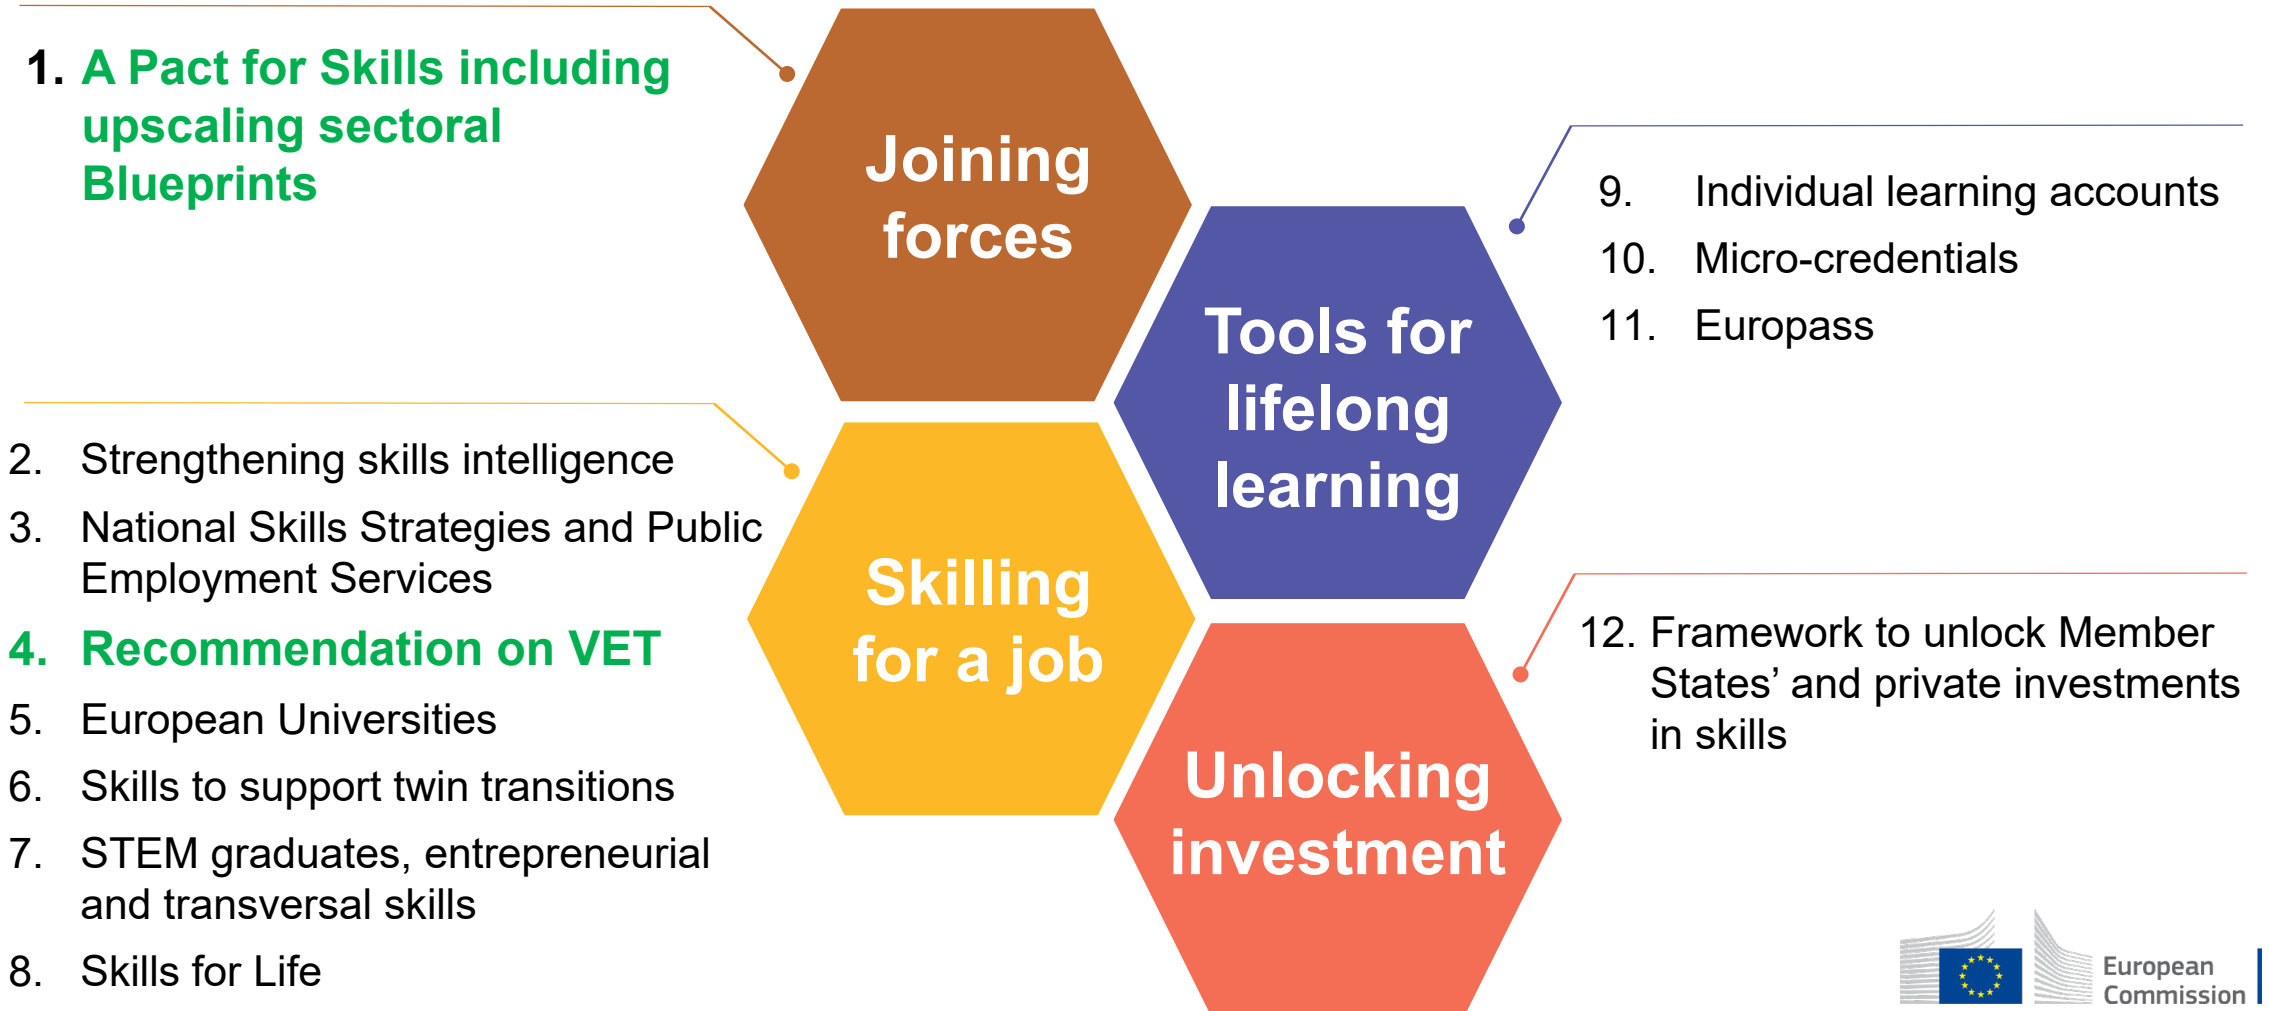 1. A Pact for Skills including
upscaling sectoral
Blueprints
Joining
forces
2. Strengthening skills intelligence
3. National Skills Strategies and Public
Employment Services
4. Recommendation on VET
5. European Universities
6. Skills to support twin transitions
7. STEM graduates, entrepreneurial
and transversal skills
8. Skills for Life
Skilling
for a job
Tools for
lifelong
learning
9. Individual learning accounts
10. Micro-credentials
11. Europass
Unlocking
investment
12. Framework to unlock Member
States’ and private investments
in skills
European
Commission